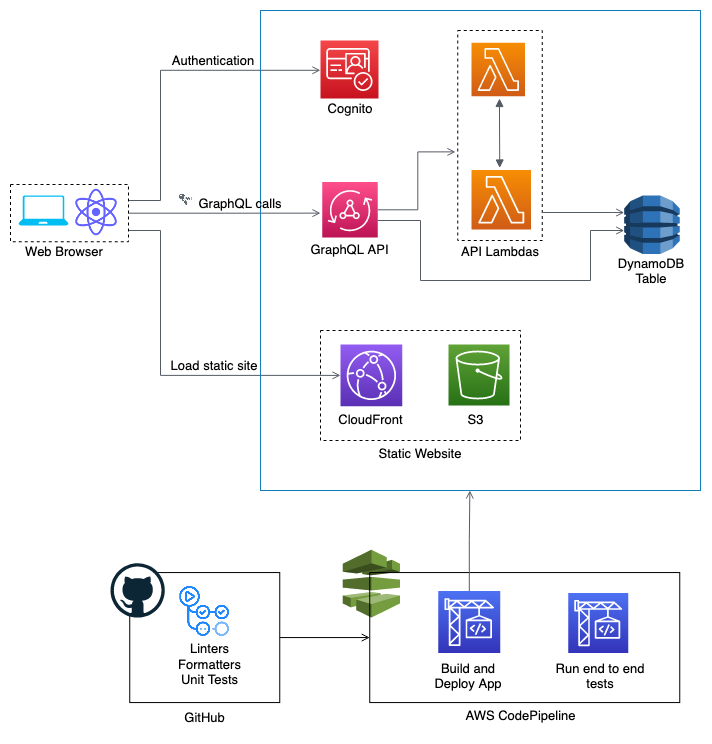 Authentication
Cognito
GraphQL calls
GraphQL API
API Lambdas
DynamoDB
Table
Web Browser
Load static site
CloudFront
S3
Static Website
Linters
Formatters
Unit Tests
GitHub
Build and
Deploy App
Run end to end
tests
AWS CodePipeline